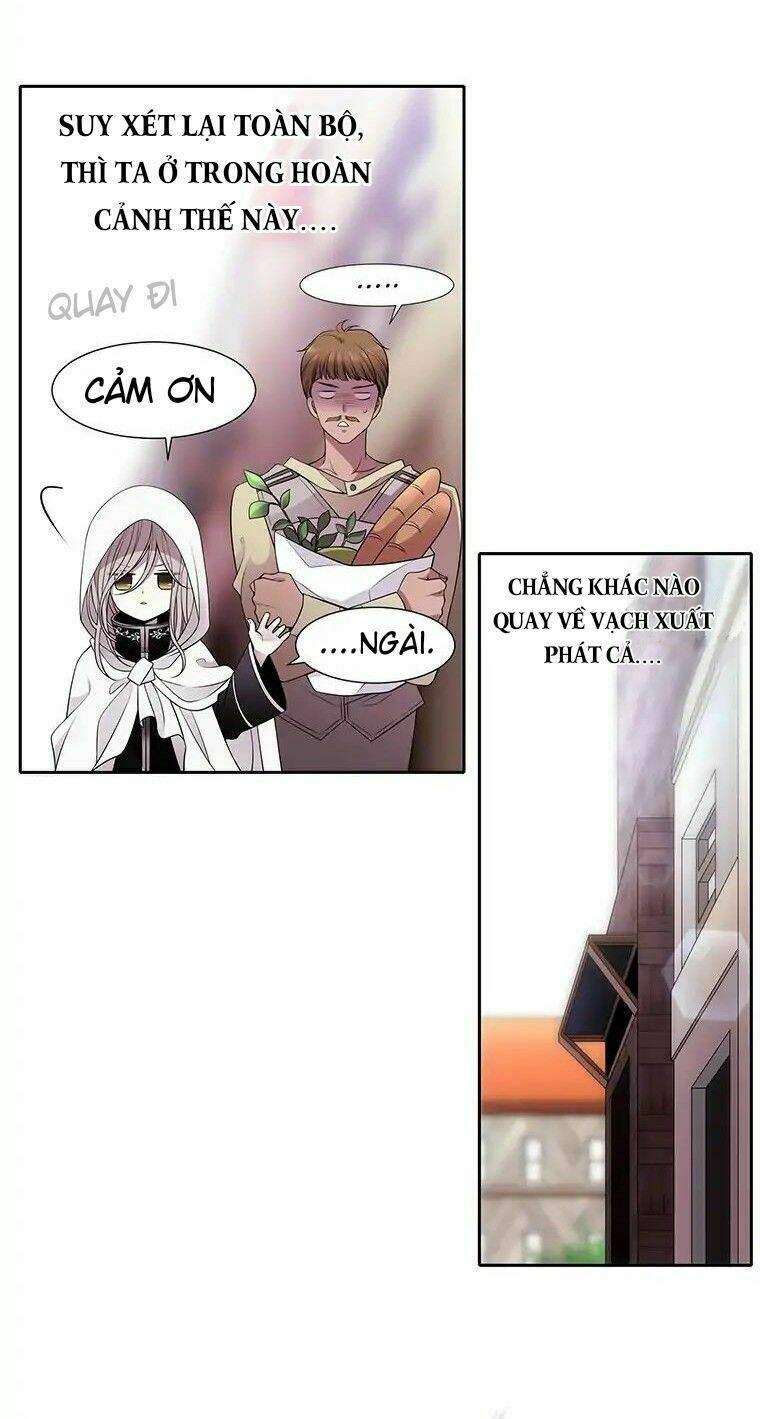 SUY XÉT LẠI TOÀN BỘ,
THÌ TA Ở TRONG HOÀN
CẢNH THẾ NÀY....
.....
QUAY ĐI
CẢM ƠN
....NGÀI.
CHẲNG KHÁC NÀO
QUAY VỀ VẠCH XUẤT
PHÁT CẢ....